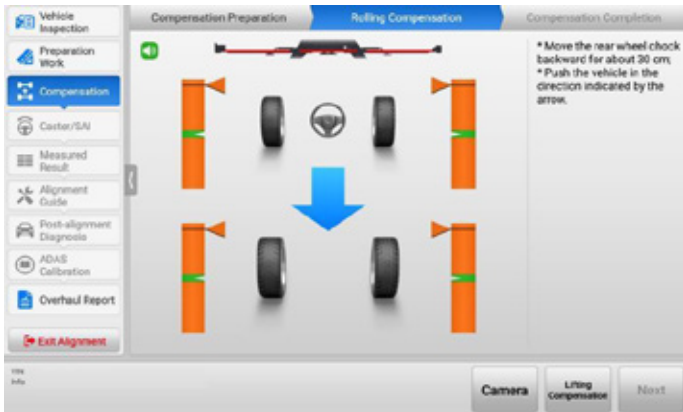 Vehicle
Inspection
Preparation
Work
Compensation
Caster/SAI
Measured
Result
Alignment
Guide
Post-alignment
Diagnosis
ADAS
Calibration
Overhaul Report
Exit Alignment
Compensation Preparation
Rolling Compensation
Compensation Completion
* Move the rear wheel chock
backward for about 30 cm;
* Push the vehicle in the
direction indicated by the
arrow.
Info
Camera
Lifting
Compensation
Next